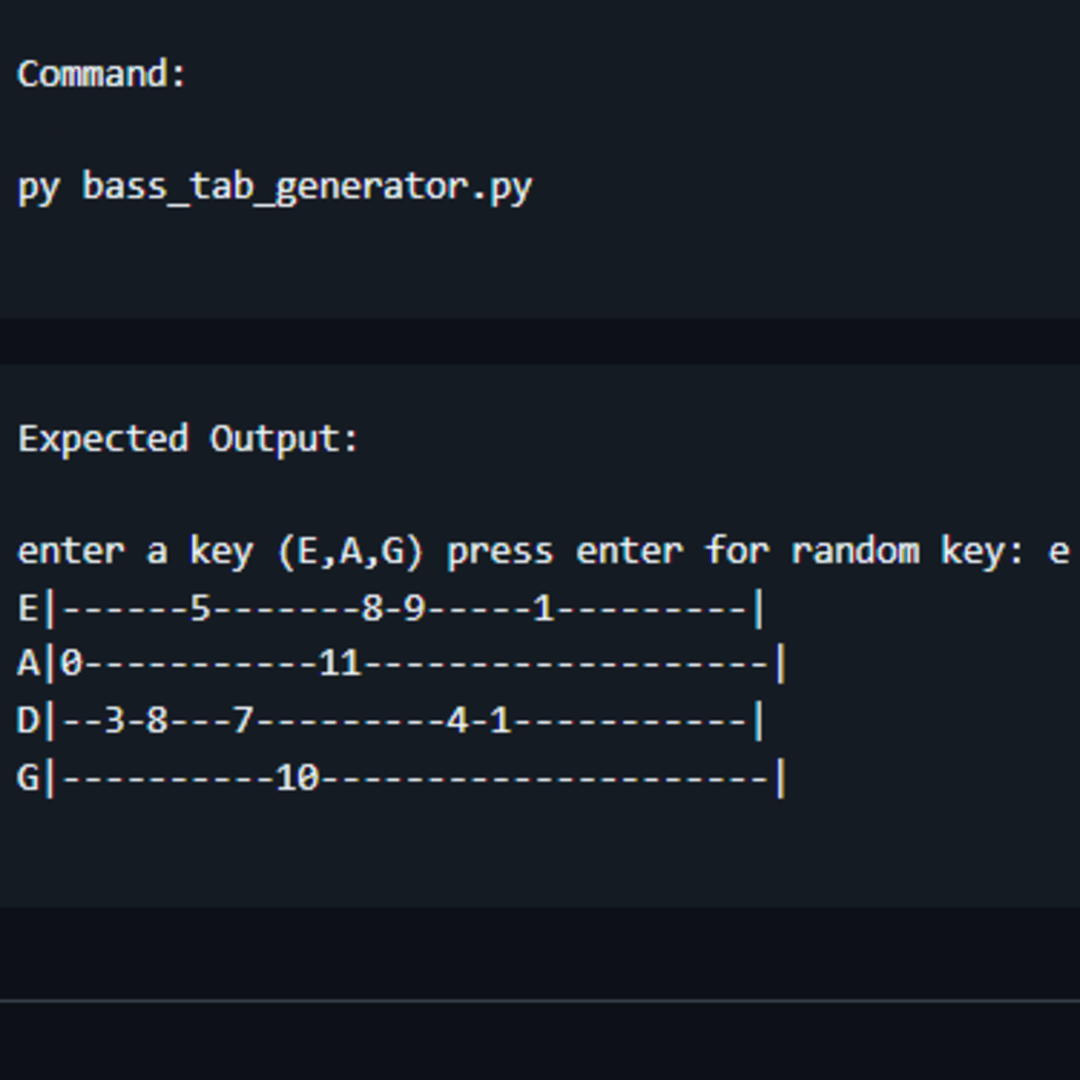 Command:
py bass_tab_generator.py
Expected Output:
enter a key (E,A,G) press enter for random key: e
E|------5-------8-9-----1---------|
A|0-----------11-------------------|
D|--3-8---7---------4-1-----------|
G|----------10---------------------|